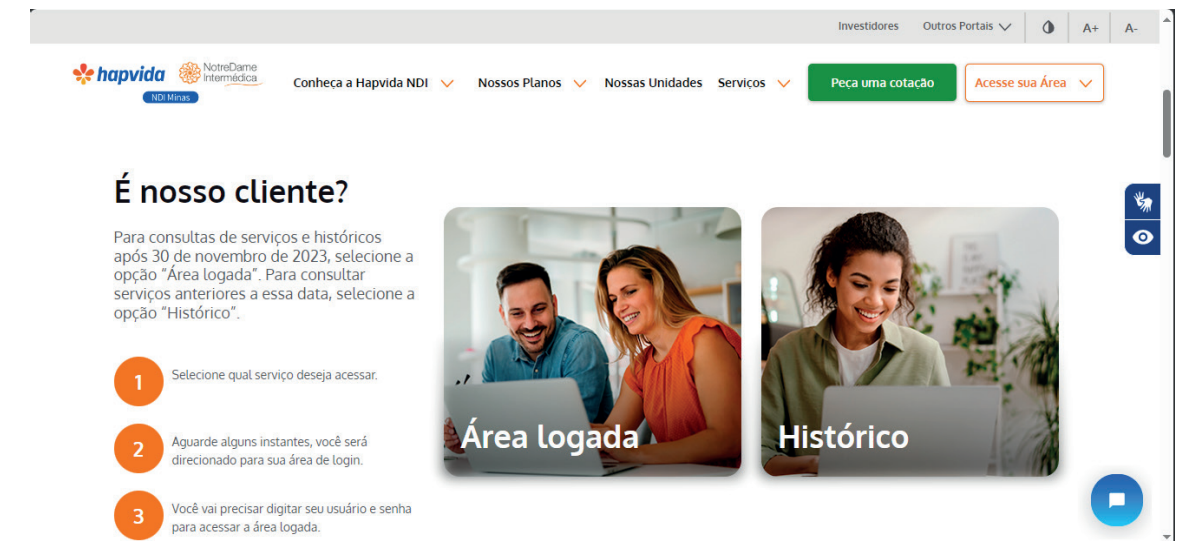 Investidores Outros Portais A+ A-
hapvida NotreDame
Intermédica
NDI Minas
Conheça a Hapvida NDI Nossos Planos Nossas Unidades Serviços Peça uma cotação Acesse sua Área
É nosso cliente?
Para consultas de serviços e históricos
após 30 de novembro de 2023, selecione a
opção "Área logada". Para consultar
serviços anteriores a essa data, selecione a
opção "Histórico".
1 Selecione qual serviço deseja acessar.
2 Aguarde alguns instantes, você será
direcionado para sua área de login.
3 Você vai precisar digitar seu usuário e senha
para acessar a área logada.
Área logada
Histórico